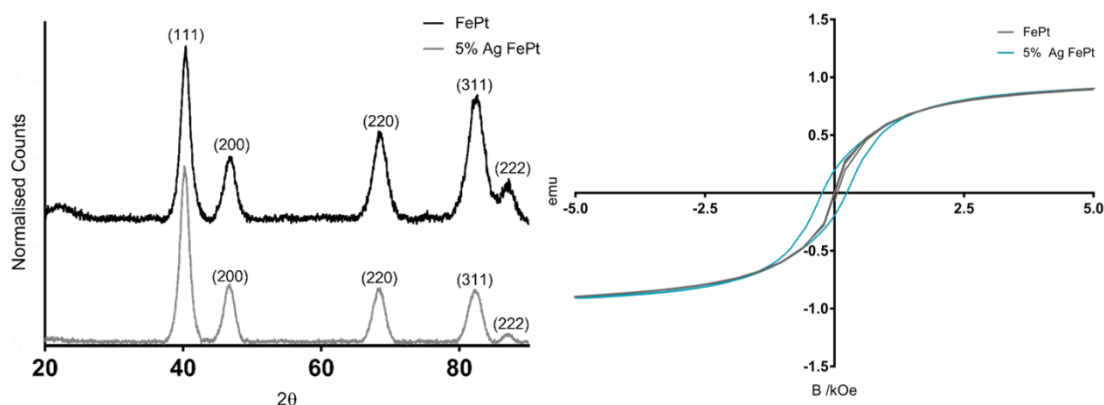 FePt
5% Ag FePt
(111)
(200)
(220)
(311)
(222)
(200)
(220)
(311)
(222)
Normalised Counts
20
40
60
80
2θ
FePt
5% Ag FePt
1.5
1.0
0.5
-5.0
-2.5
2.5
5.0
emu
-0.5
-1.0
-1.5
B /kOe